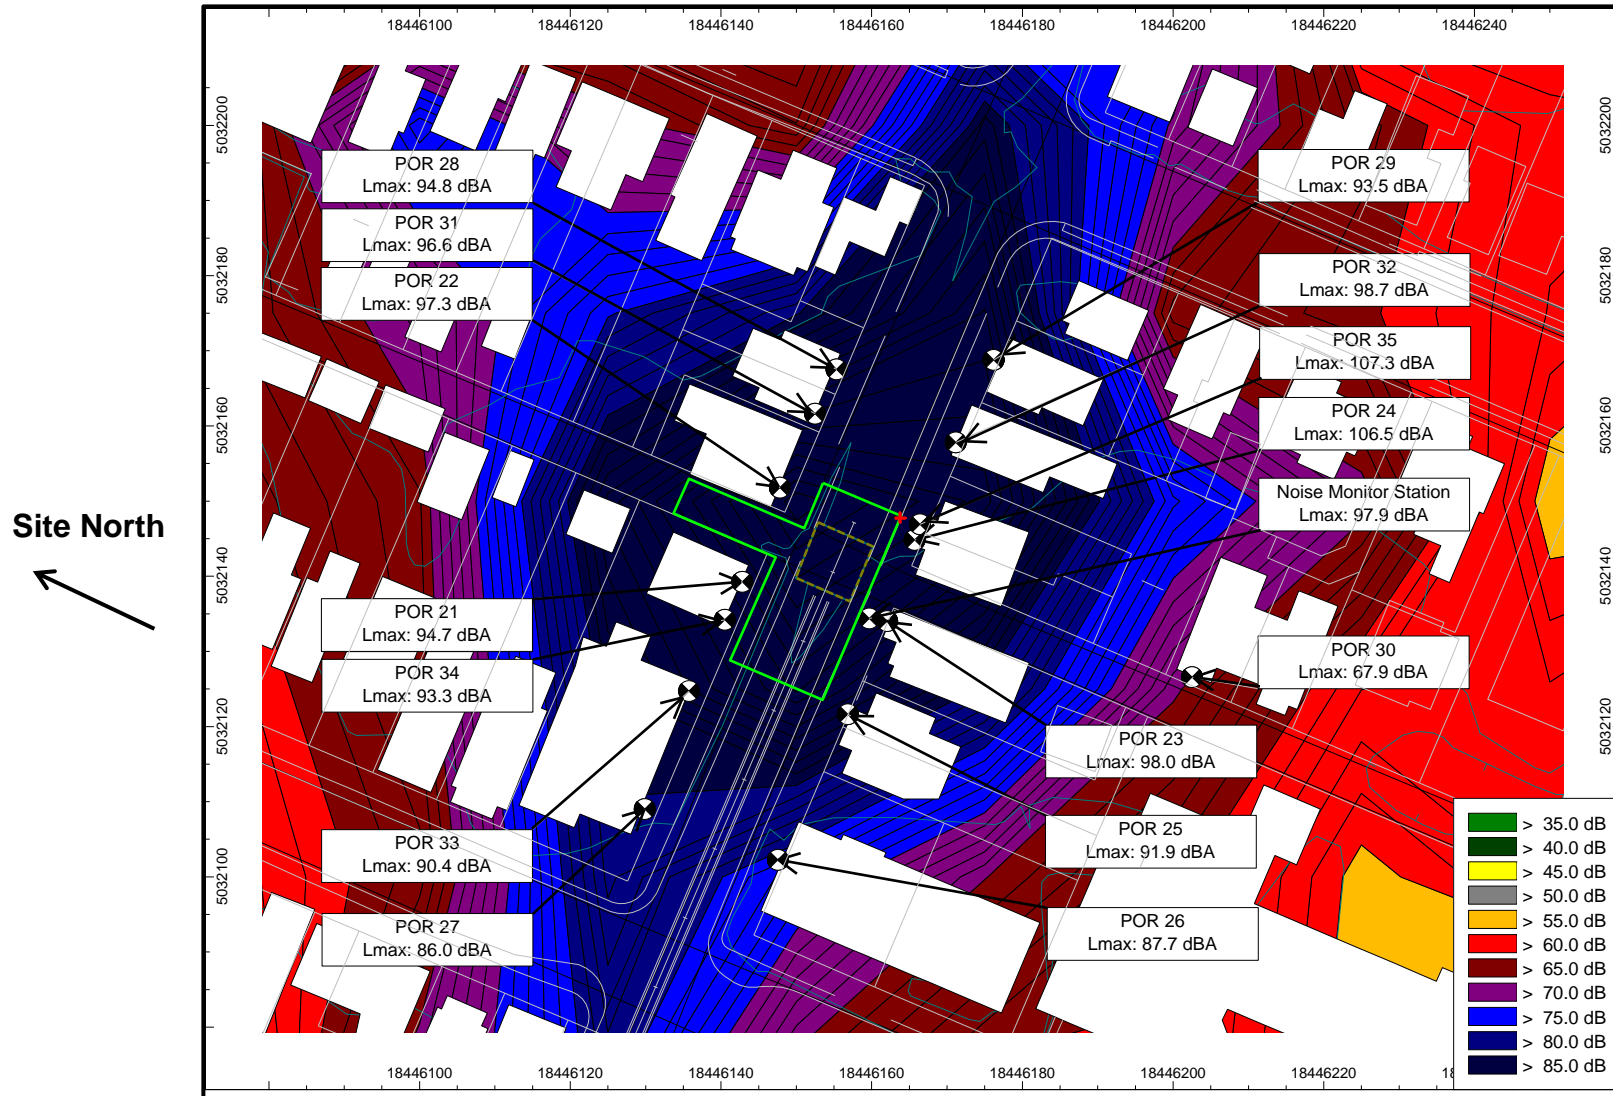 18446100 18446120 18446140 18446160 18446180 18446200 18446220 18446240
5032200
5032180
5032160
5032140
5032120
5032100
Site North
POR 28
Lmax: 94.8 dBA
POR 31
Lmax: 96.6 dBA
POR 22
Lmax: 97.3 dBA
POR 21
Lmax: 94.7 dBA
POR 34
Lmax: 93.3 dBA
POR 33
Lmax: 90.4 dBA
POR 27
Lmax: 86.0 dBA
POR 29
Lmax: 93.5 dBA
POR 32
Lmax: 98.7 dBA
POR 35
Lmax: 107.3 dBA
POR 24
Lmax: 106.5 dBA
Noise Monitor Station
Lmax: 97.9 dBA
POR 30
Lmax: 67.9 dBA
POR 23
Lmax: 98.0 dBA
POR 25
Lmax: 91.9 dBA
POR 26
Lmax: 87.7 dBA
5032200
5032180
5032160
5032140
5032120
> 35.0 dB
> 40.0 dB
> 45.0 dB
> 50.0 dB
> 55.0 dB
> 60.0 dB
> 65.0 dB
> 70.0 dB
> 75.0 dB
> 80.0 dB
> 85.0 dB
18446100 18446120 18446140 18446160 18446180 18446200 18446220